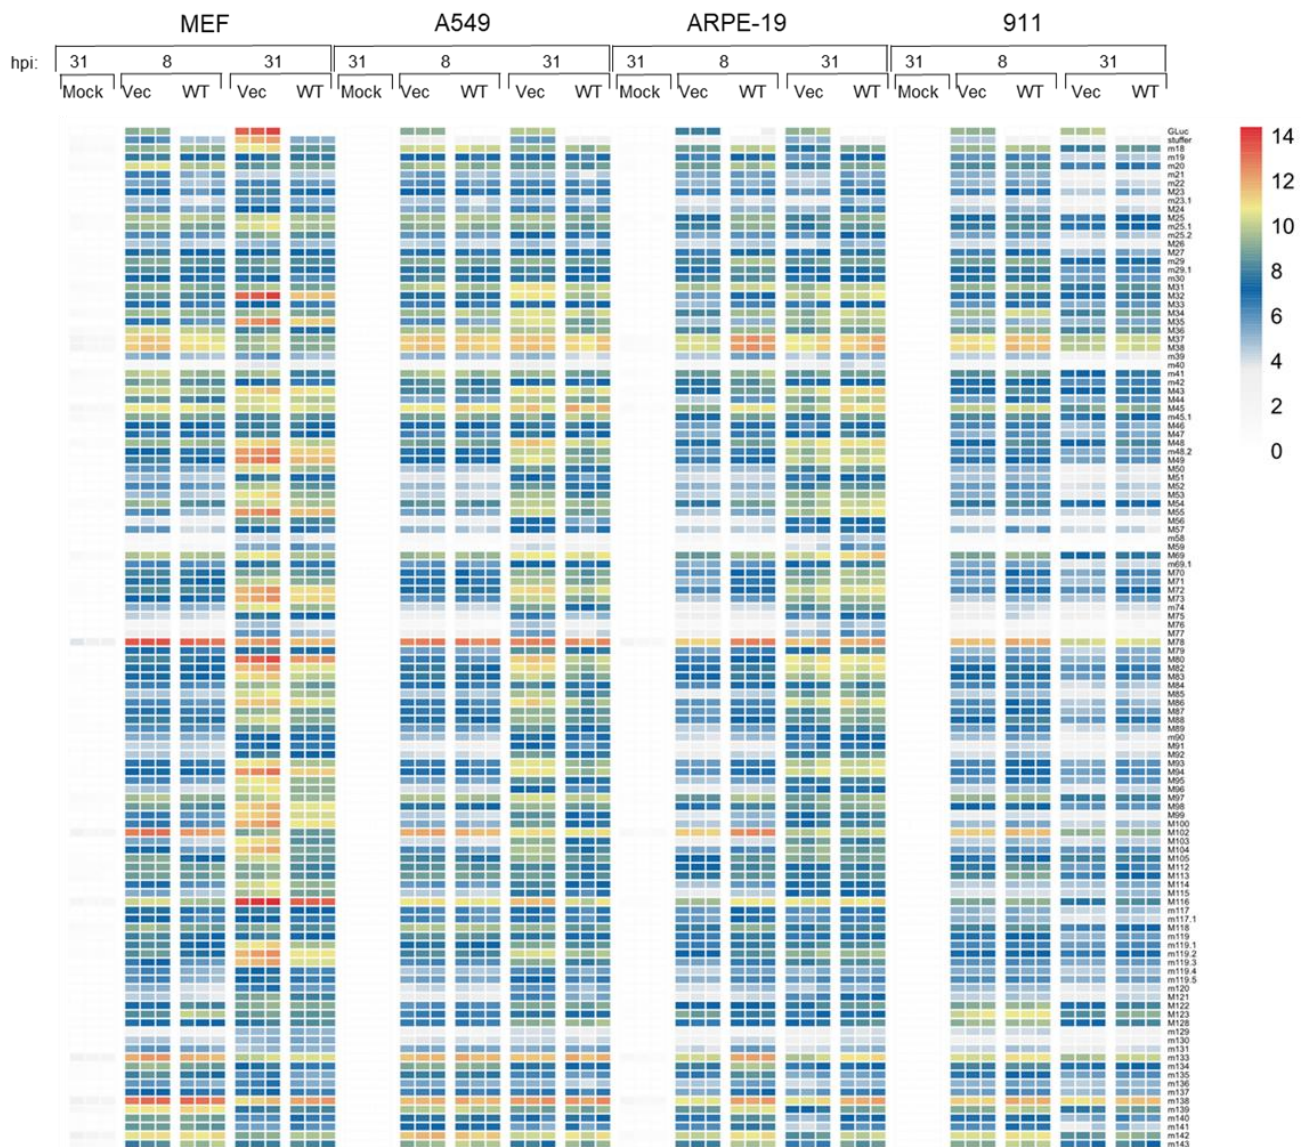 MEF A549 ARPE-19 911
hpi: 31 8 31 31 8 31 31 8 31 31 8 31
Mock Vec WT Vec WT Mock Vec WT Vec WT Mock Vec WT Vec WT Mock Vec WT Vec WT
GLuc
stuffer
m18
m19
m20
m21
m22
M23
m23.1
M24
M25
m25.1
m25.2
M26
M27
m29
m29.1
m30
M31
M32
M33
M34
M35
M36
M37
M38
m39
m40
m41
m42
M43
M44
M45
m45.1
M46
M47
M48
m48.2
M49
M50
M51
M52
M53
M54
M55
M56
M57
m58
M59
M69
m69.1
M70
M71
M72
M73
m74
M75
M76
M77
M78
M79
M80
M82
M83
M84
M85
M86
M87
M88
M89
m90
M91
M92
M93
M94
M95
M96
M97
M98
M99
M100
M102
M103
M104
M105
M112
M113
M114
M115
M116
m117
m117.1
M118
m119
m119.1
m119.2
m119.3
m119.4
m119.5
m120
M121
M122
M123
M128
m129
m130
m131
m133
m134
m135
m136
m137
m138
m139
m140
m141
m142
m143
14
12
10
8
6
4
2
0